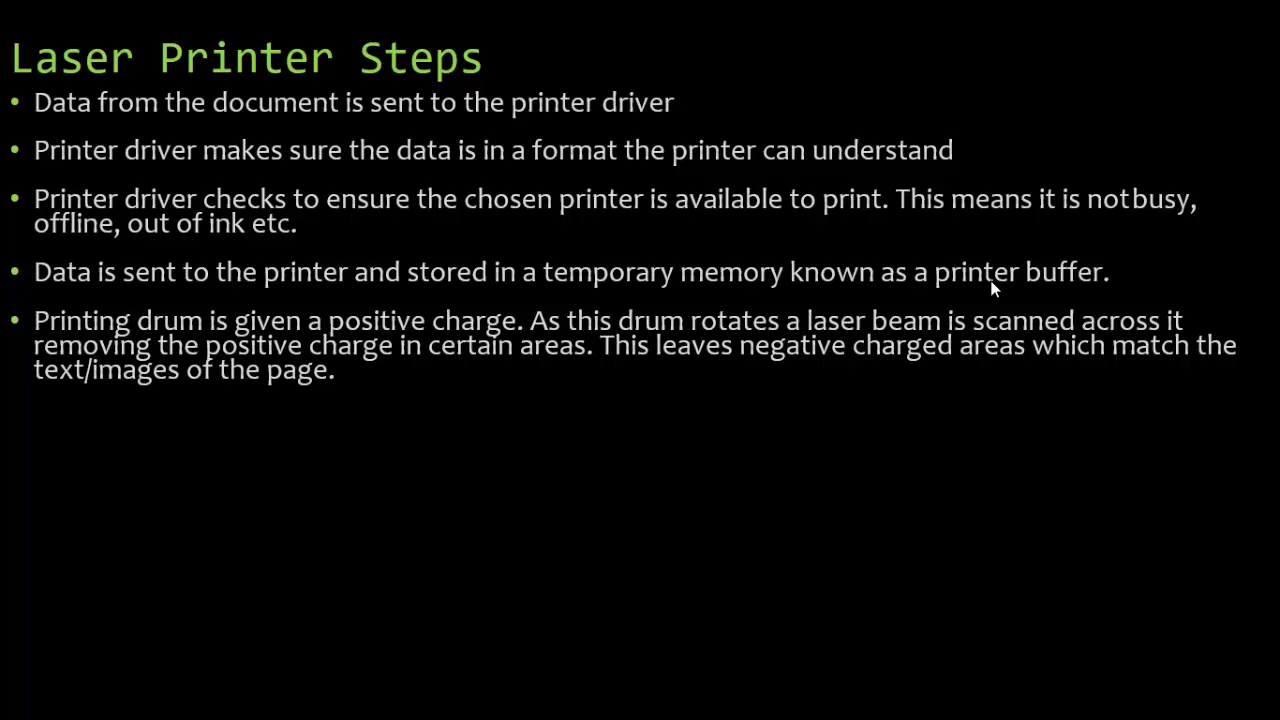 Laser Printer Steps
• Data from the document is sent to the printer driver
• Printer driver makes sure the data is in a format the printer can understand
• Printer driver checks to ensure the chosen printer is available to print. This means it is not busy,
offline, out of ink etc.
• Data is sent to the printer and stored in a temporary memory known as a printer buffer.
• Printing drum is given a positive charge. As this drum rotates a laser beam is scanned across it
removing the positive charge in certain areas. This leaves negative charged areas which match the
text/images of the page.